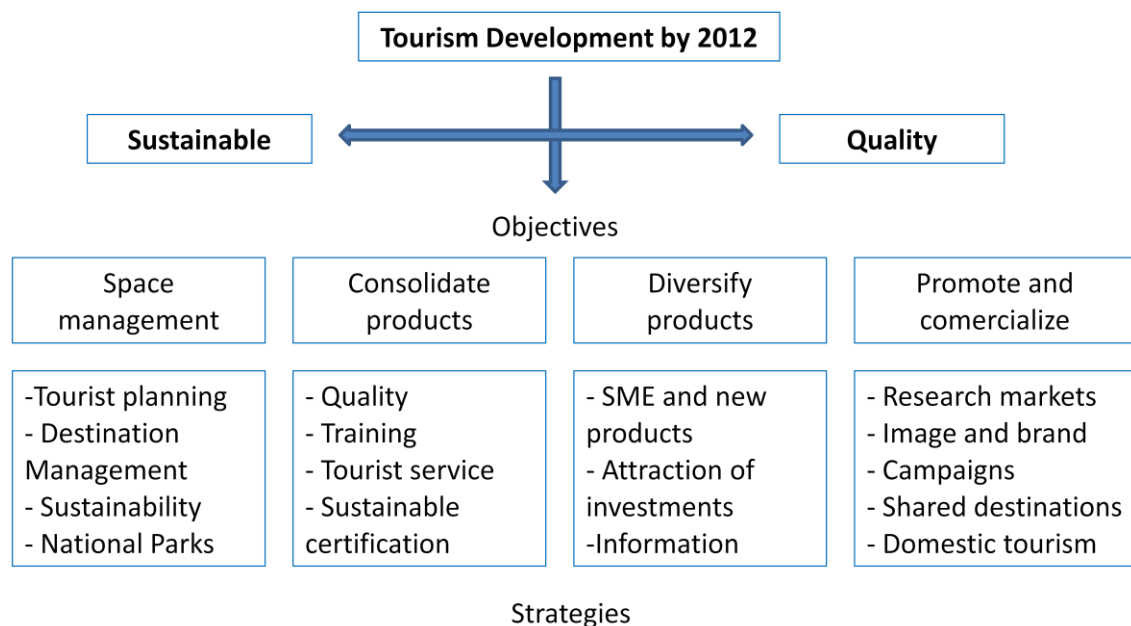 Tourism Development by 2012
Sustainable
Quality
Objectives
Space
management
Consolidate
products
Diversify
products
Promote and
comercialize
-Tourist planning
- Destination
Management
- Sustainability
- National Parks
- Quality
- Training
- Tourist service
- Sustainable
certification
- SME and new
products
- Attraction of
investments
-Information
- Research markets
- Image and brand
- Campaigns
- Shared destinations
- Domestic tourism
Strategies